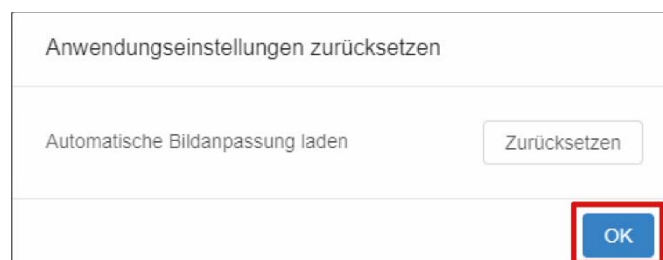 Anwendungseinstellungen zurücksetzen
Automatische Bildanpassung laden Zurücksetzen
OK